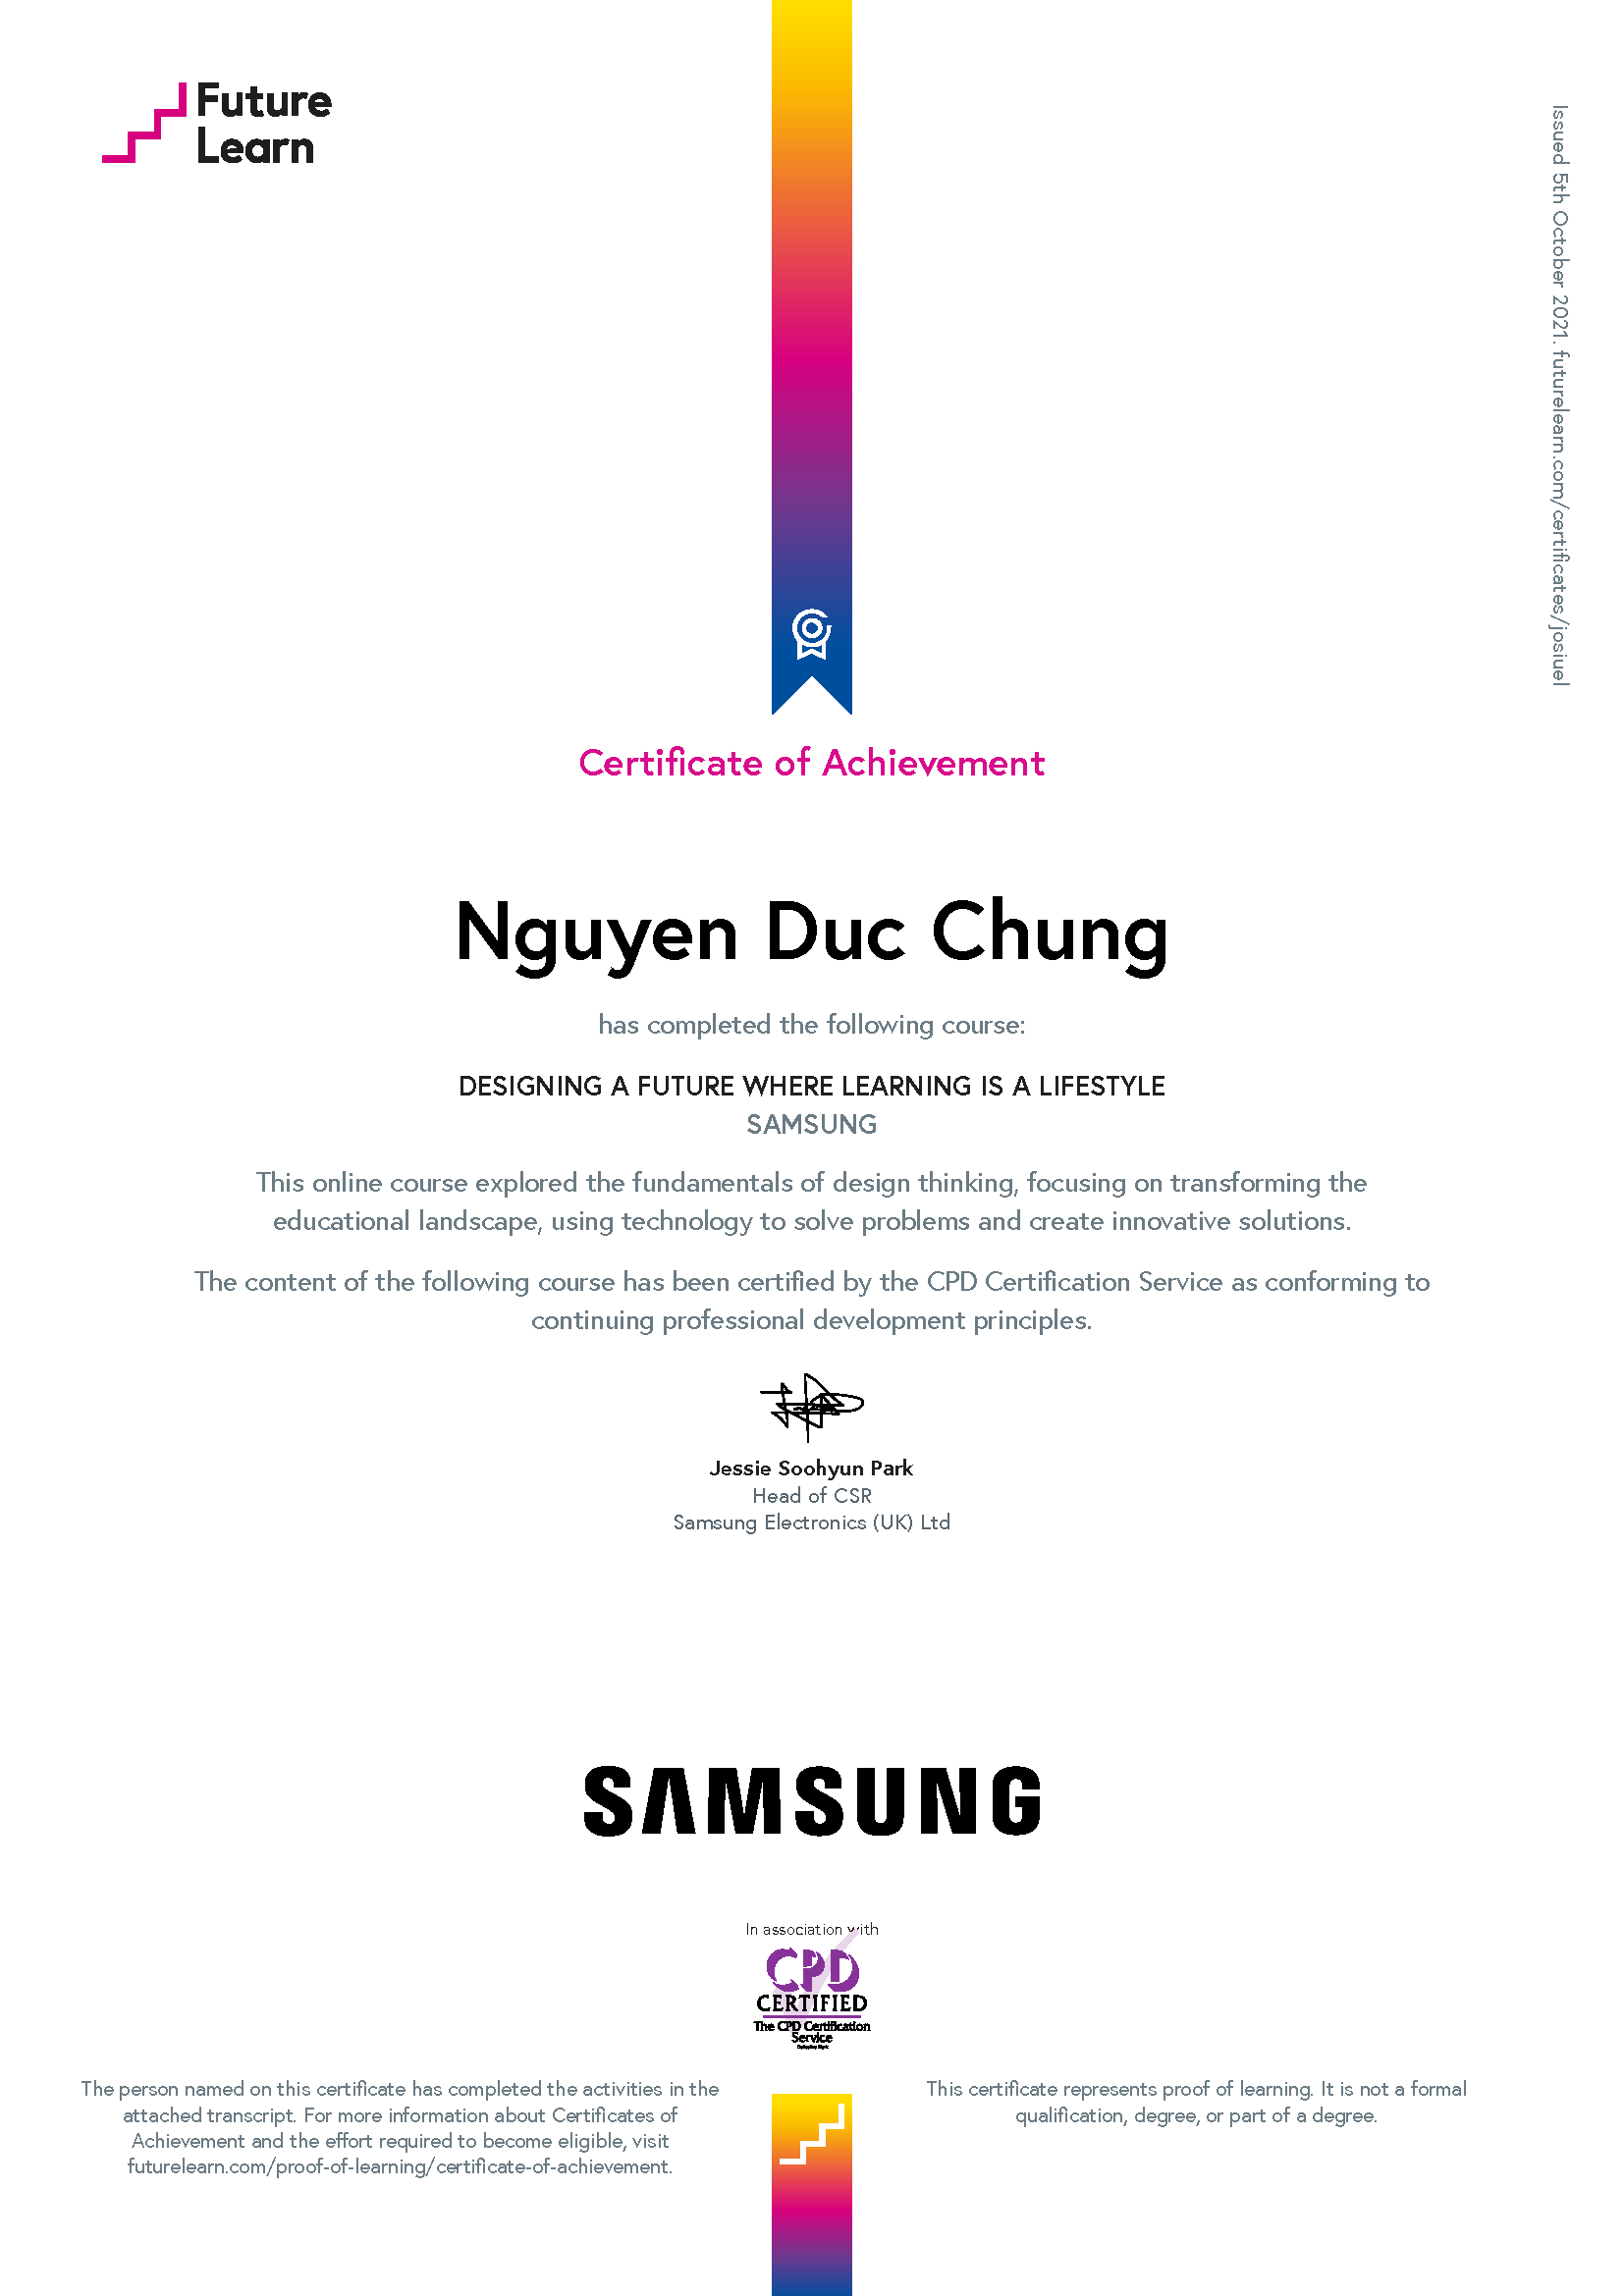 Future
Learn
Issued 5th October 2021. futurelearn.com/certificates/josiuel
Certificate of Achievement
Nguyen Duc Chung
has completed the following course:
DESIGNING A FUTURE WHERE LEARNING IS A LIFESTYLE
SAMSUNG
This online course explored the fundamentals of design thinking, focusing on transforming the
educational landscape, using technology to solve problems and create innovative solutions.
The content of the following course has been certified by the CPD Certification Service as conforming to
continuing professional development principles.
Jessie Soohyun Park
Head of CSR
Samsung Electronics (UK) Ltd
SAMSUNG
In association with
CPD
CERTIFIED
The CPD Certification
Service
The person named on this certificate has completed the activities in the
attached transcript. For more information about Certificates of
Achievement and the effort required to become eligible, visit
futurelearn.com/proof-of-learning/certificate-of-achievement.
This certificate represents proof of learning. It is not a formal
qualification, degree, or part of a degree.